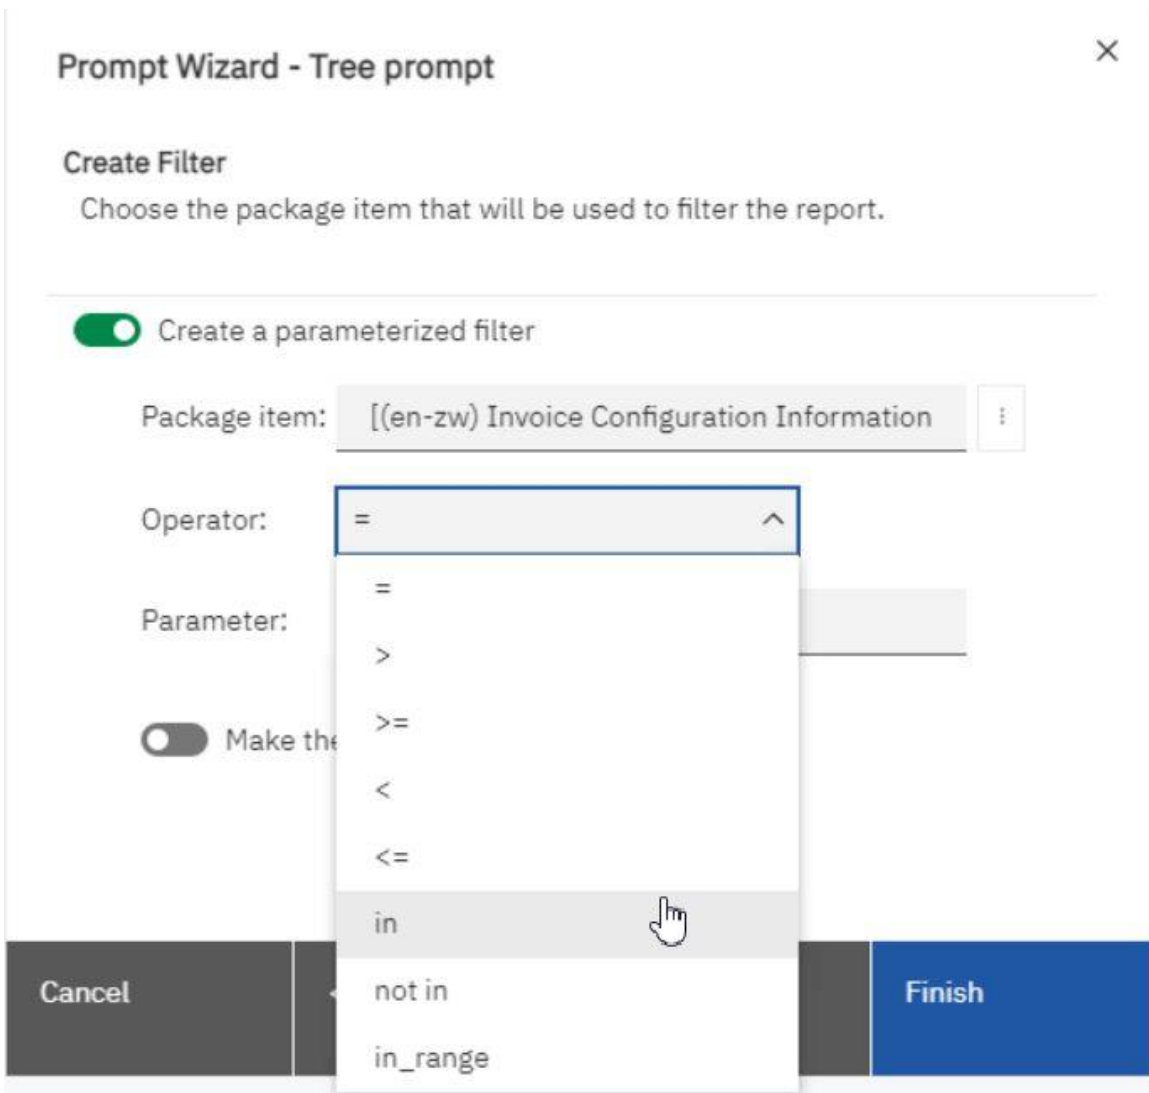 Prompt Wizard - Tree prompt
Create Filter
Choose the package item that will be used to filter the report.
Create a parameterized filter
Package item: [(en-zw) Invoice Configuration Information
Operator: =
=
Parameter:
>
>=
Make the
<
<=
in
Cancel
Finish
not in
in_range